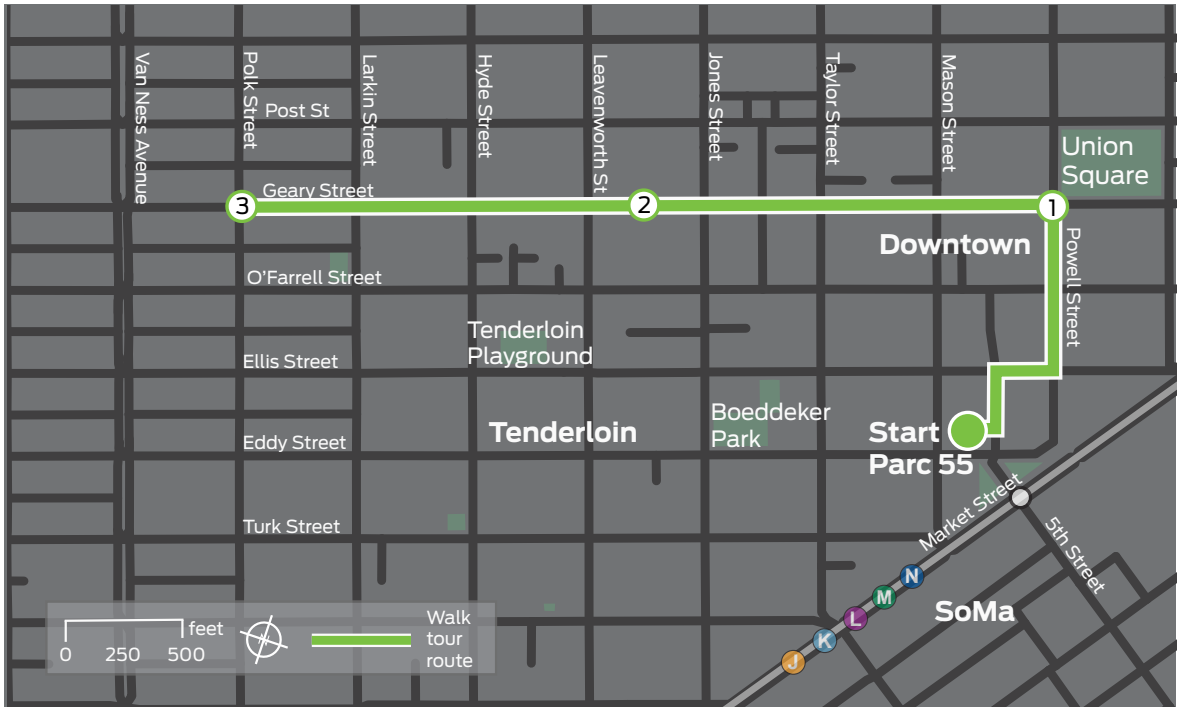 Van Ness Avenue
Polk Street
Larkin Street
Hyde Street
Leavenworth St
Jones Street
Taylor Street
Mason Street
Post St
Union
Square
Geary Street
3
2
1
Downtown
Powell Street
O'Farrell Street
Tenderloin
Playground
Ellis Street
Boeddeker
Park
Start
Parc 55
Eddy Street
Tenderloin
Market Street
5th Street
Turk Street
N
M
L
K
J
SoMa
feet
0 250 500
Walk
tour
route